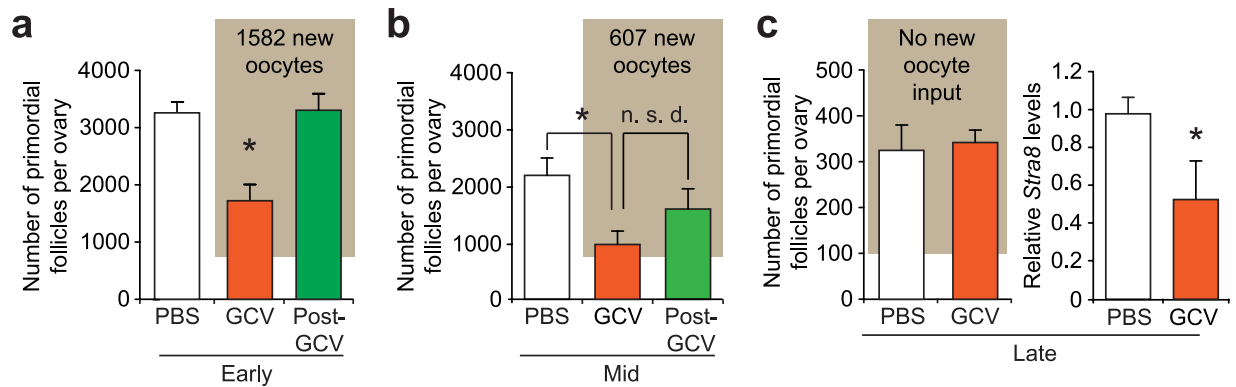 a
1582 new
oocytes
Number of primordial
follicles per ovary
4000
3000
2000
1000
0
*
PBS
GCV
Post-
GCV
Early
b
607 new
oocytes
Number of primordial
follicles per ovary
4000
3000
2000
1000
0
*
n. s. d.
PBS
GCV
Post-
GCV
Mid
c
No new
oocyte
input
Number of primordial
follicles per ovary
500
400
300
200
100
0
PBS
GCV
Relative Stra8 levels
1.2
1.0
0.8
0.6
0.4
0.2
0
*
PBS
GCV
Late